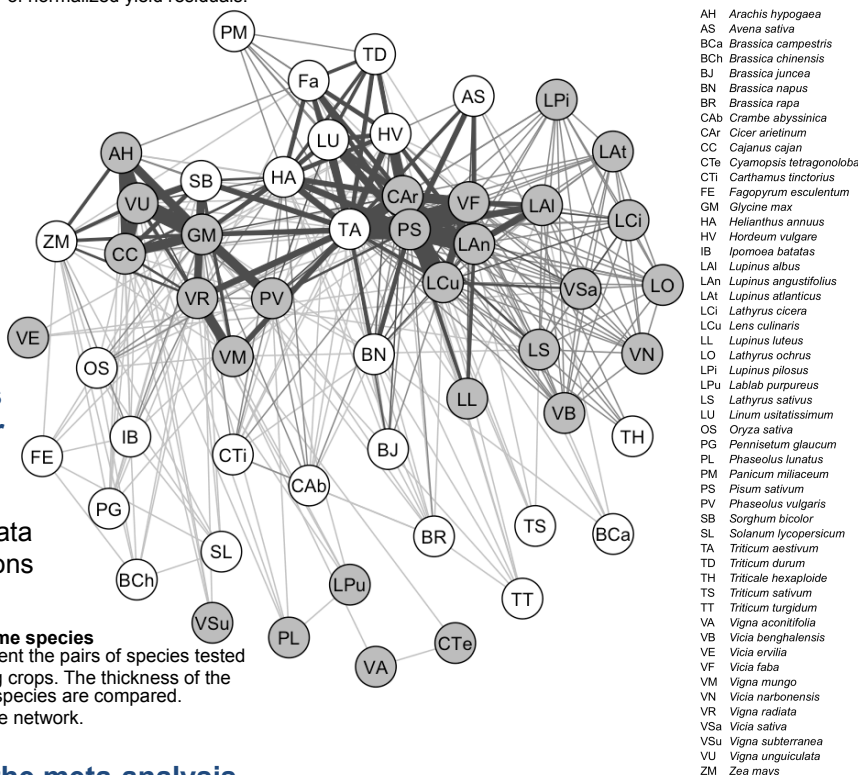 of normalized yield residuals.
PM
TD
Fa
AS
LPi
LU
HV
AH
LAt
SB
HA
CAr
VU
VF
LAl
LCi
ZM
GM
TA
PS
LAn
CC
LCu
VSa
LO
VR
PV
VE
VM
BN
LS
VN
OS
LL
VB
IB
TH
FE
CTi
BJ
CAb
PG
BR
TS
BCa
SL
BCh
LPu
TT
VSu
PL
CTe
VA
ata
ons
me species
ent the pairs of species tested
g crops. The thickness of the
species are compared.
e network.
he meta-analysis
AH Arachis hypogaea
AS Avena sativa
BCa Brassica campestris
BCh Brassica chinensis
BJ Brassica juncea
BN Brassica napus
BR Brassica rapa
CAb Crambe abyssinica
CAr Cicer arietinum
CC Cajanus cajan
CTe Cyamopsis tetragonoloba
CTi Carthamus tinctorius
FE Fagopyrum esculentum
GM Glycine max
HA Helianthus annuus
HV Hordeum vulgare
IB Ipomoea batatas
LAl Lupinus albus
LAn Lupinus angustifolius
LAt Lupinus atlanticus
LCi Lathyrus cicera
LCu Lens culinaris
LL Lupinus luteus
LO Lathyrus ochrus
LPi Lupinus pilosus
LPu Lablab purpureus
LS Lathyrus sativus
LU Linum usitatissimum
OS Oryza sativa
PG Pennisetum glaucum
PL Phaseolus lunatus
PM Panicum miliaceum
PS Pisum sativum
PV Phaseolus vulgaris
SB Sorghum bicolor
SL Solanum lycopersicum
TA Triticum aestivum
TD Triticum durum
TH Triticale hexaploide
TS Triticum sativum
TT Triticum turgidum
VA Vigna aconitifolia
VB Vicia benghalensis
VE Vicia ervilia
VF Vicia faba
VM Vigna mungo
VN Vicia narbonensis
VR Vigna radiata
VSa Vicia sativa
VSu Vigna subterranea
VU Vigna unguiculata
ZM Zea mays